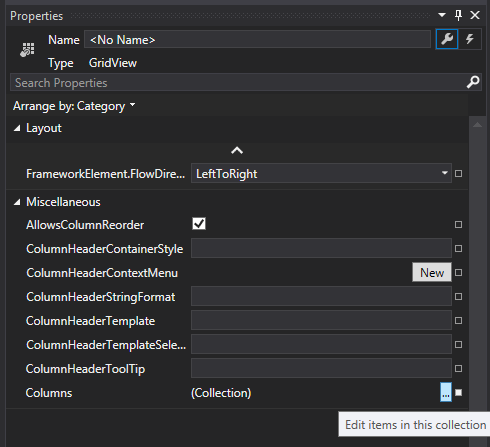 Properties
Name <No Name>
Type GridView
Search Properties
Arrange by: Category
Layout
FrameworkElement.FlowDire... LeftToRight
Miscellaneous
AllowsColumnReorder
ColumnHeaderContainerStyle
ColumnHeaderContextMenu New
ColumnHeaderStringFormat
ColumnHeaderTemplate
ColumnHeaderTemplateSele...
ColumnHeaderToolTip
Columns (Collection) ...
Edit items in this collection